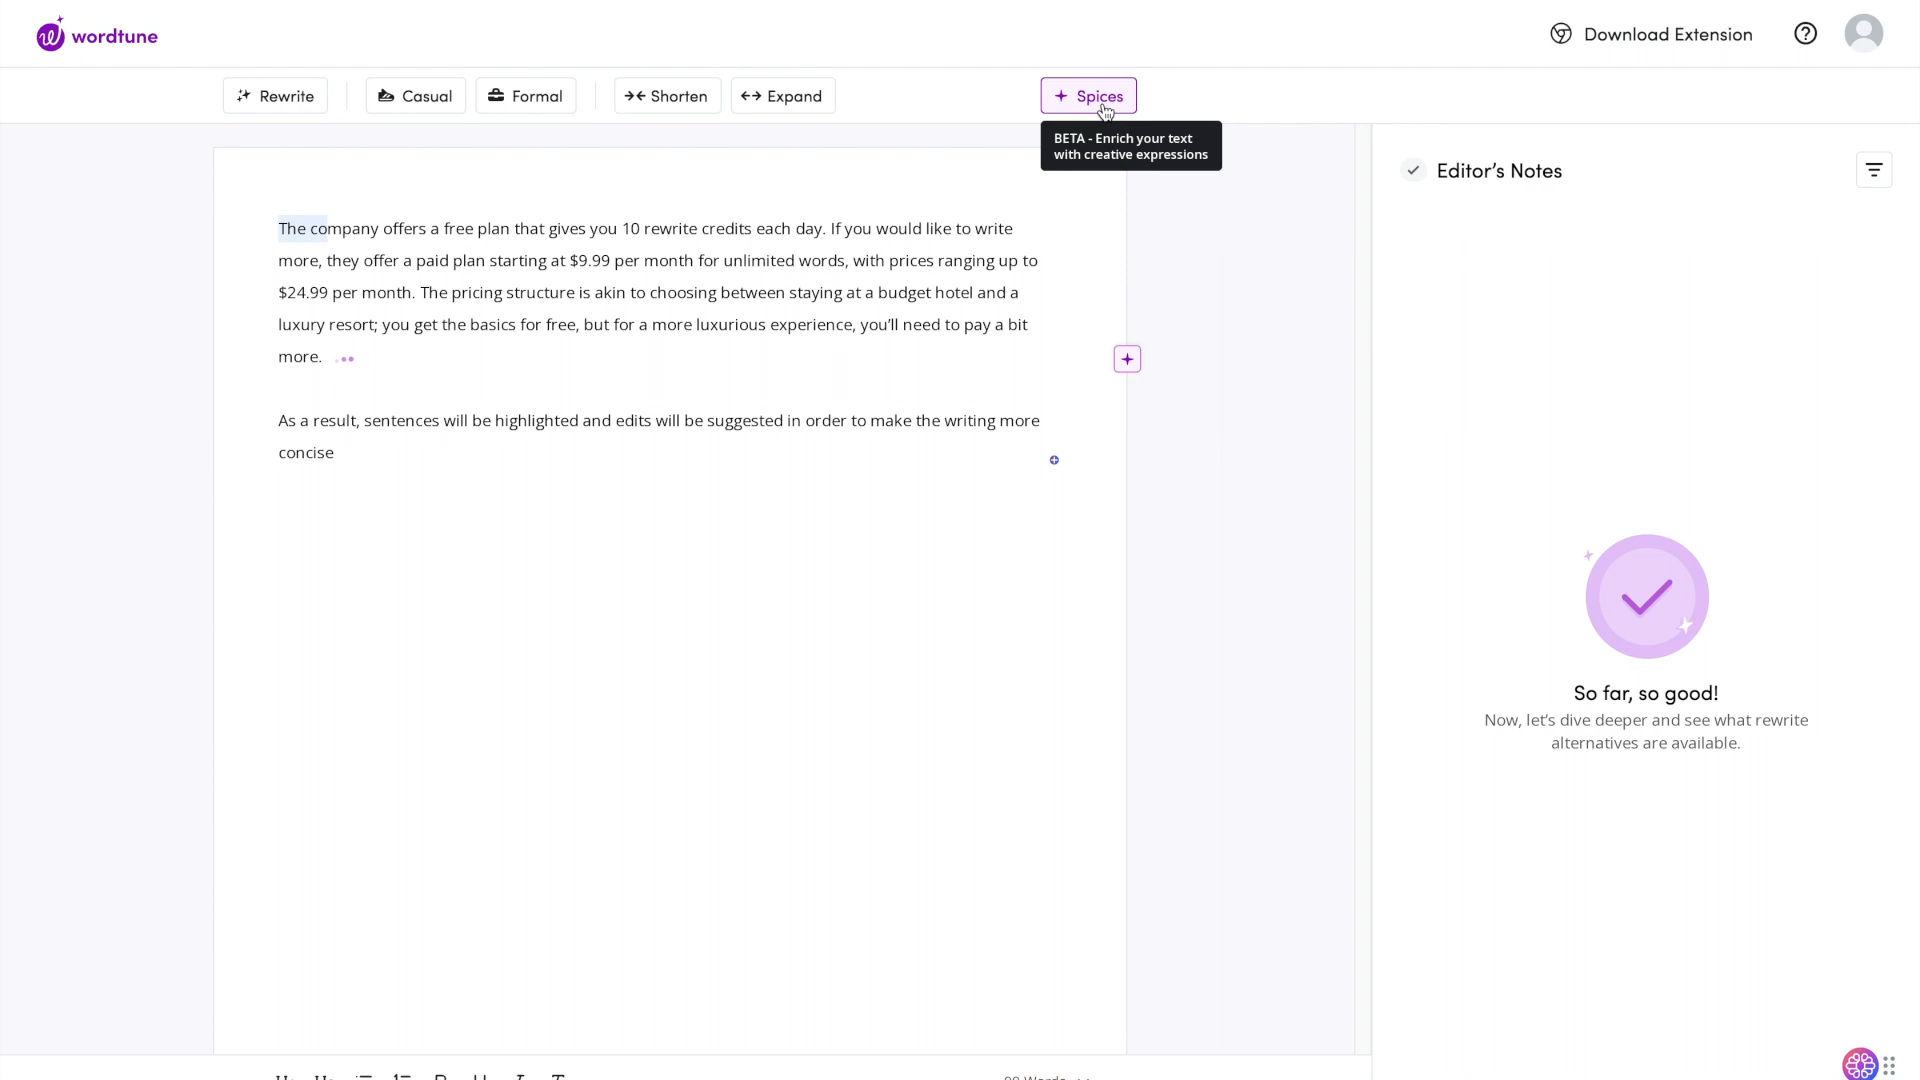 wordtune
Download Extension
Rewrite
Casual
Formal
Shorten
Expand
Spices
BETA - Enrich your text
with creative expressions
Editor's Notes
The company offers a free plan that gives you 10 rewrite credits each day. If you would like to write
more, they offer a paid plan starting at $9.99 per month for unlimited words, with prices ranging up to
$24.99 per month. The pricing structure is akin to choosing between staying at a budget hotel and a
luxury resort; you get the basics for free, but for a more luxurious experience, you'll need to pay a bit
more.
As a result, sentences will be highlighted and edits will be suggested in order to make the writing more
concise
So far, so good!
Now, let's dive deeper and see what rewrite
alternatives are available.